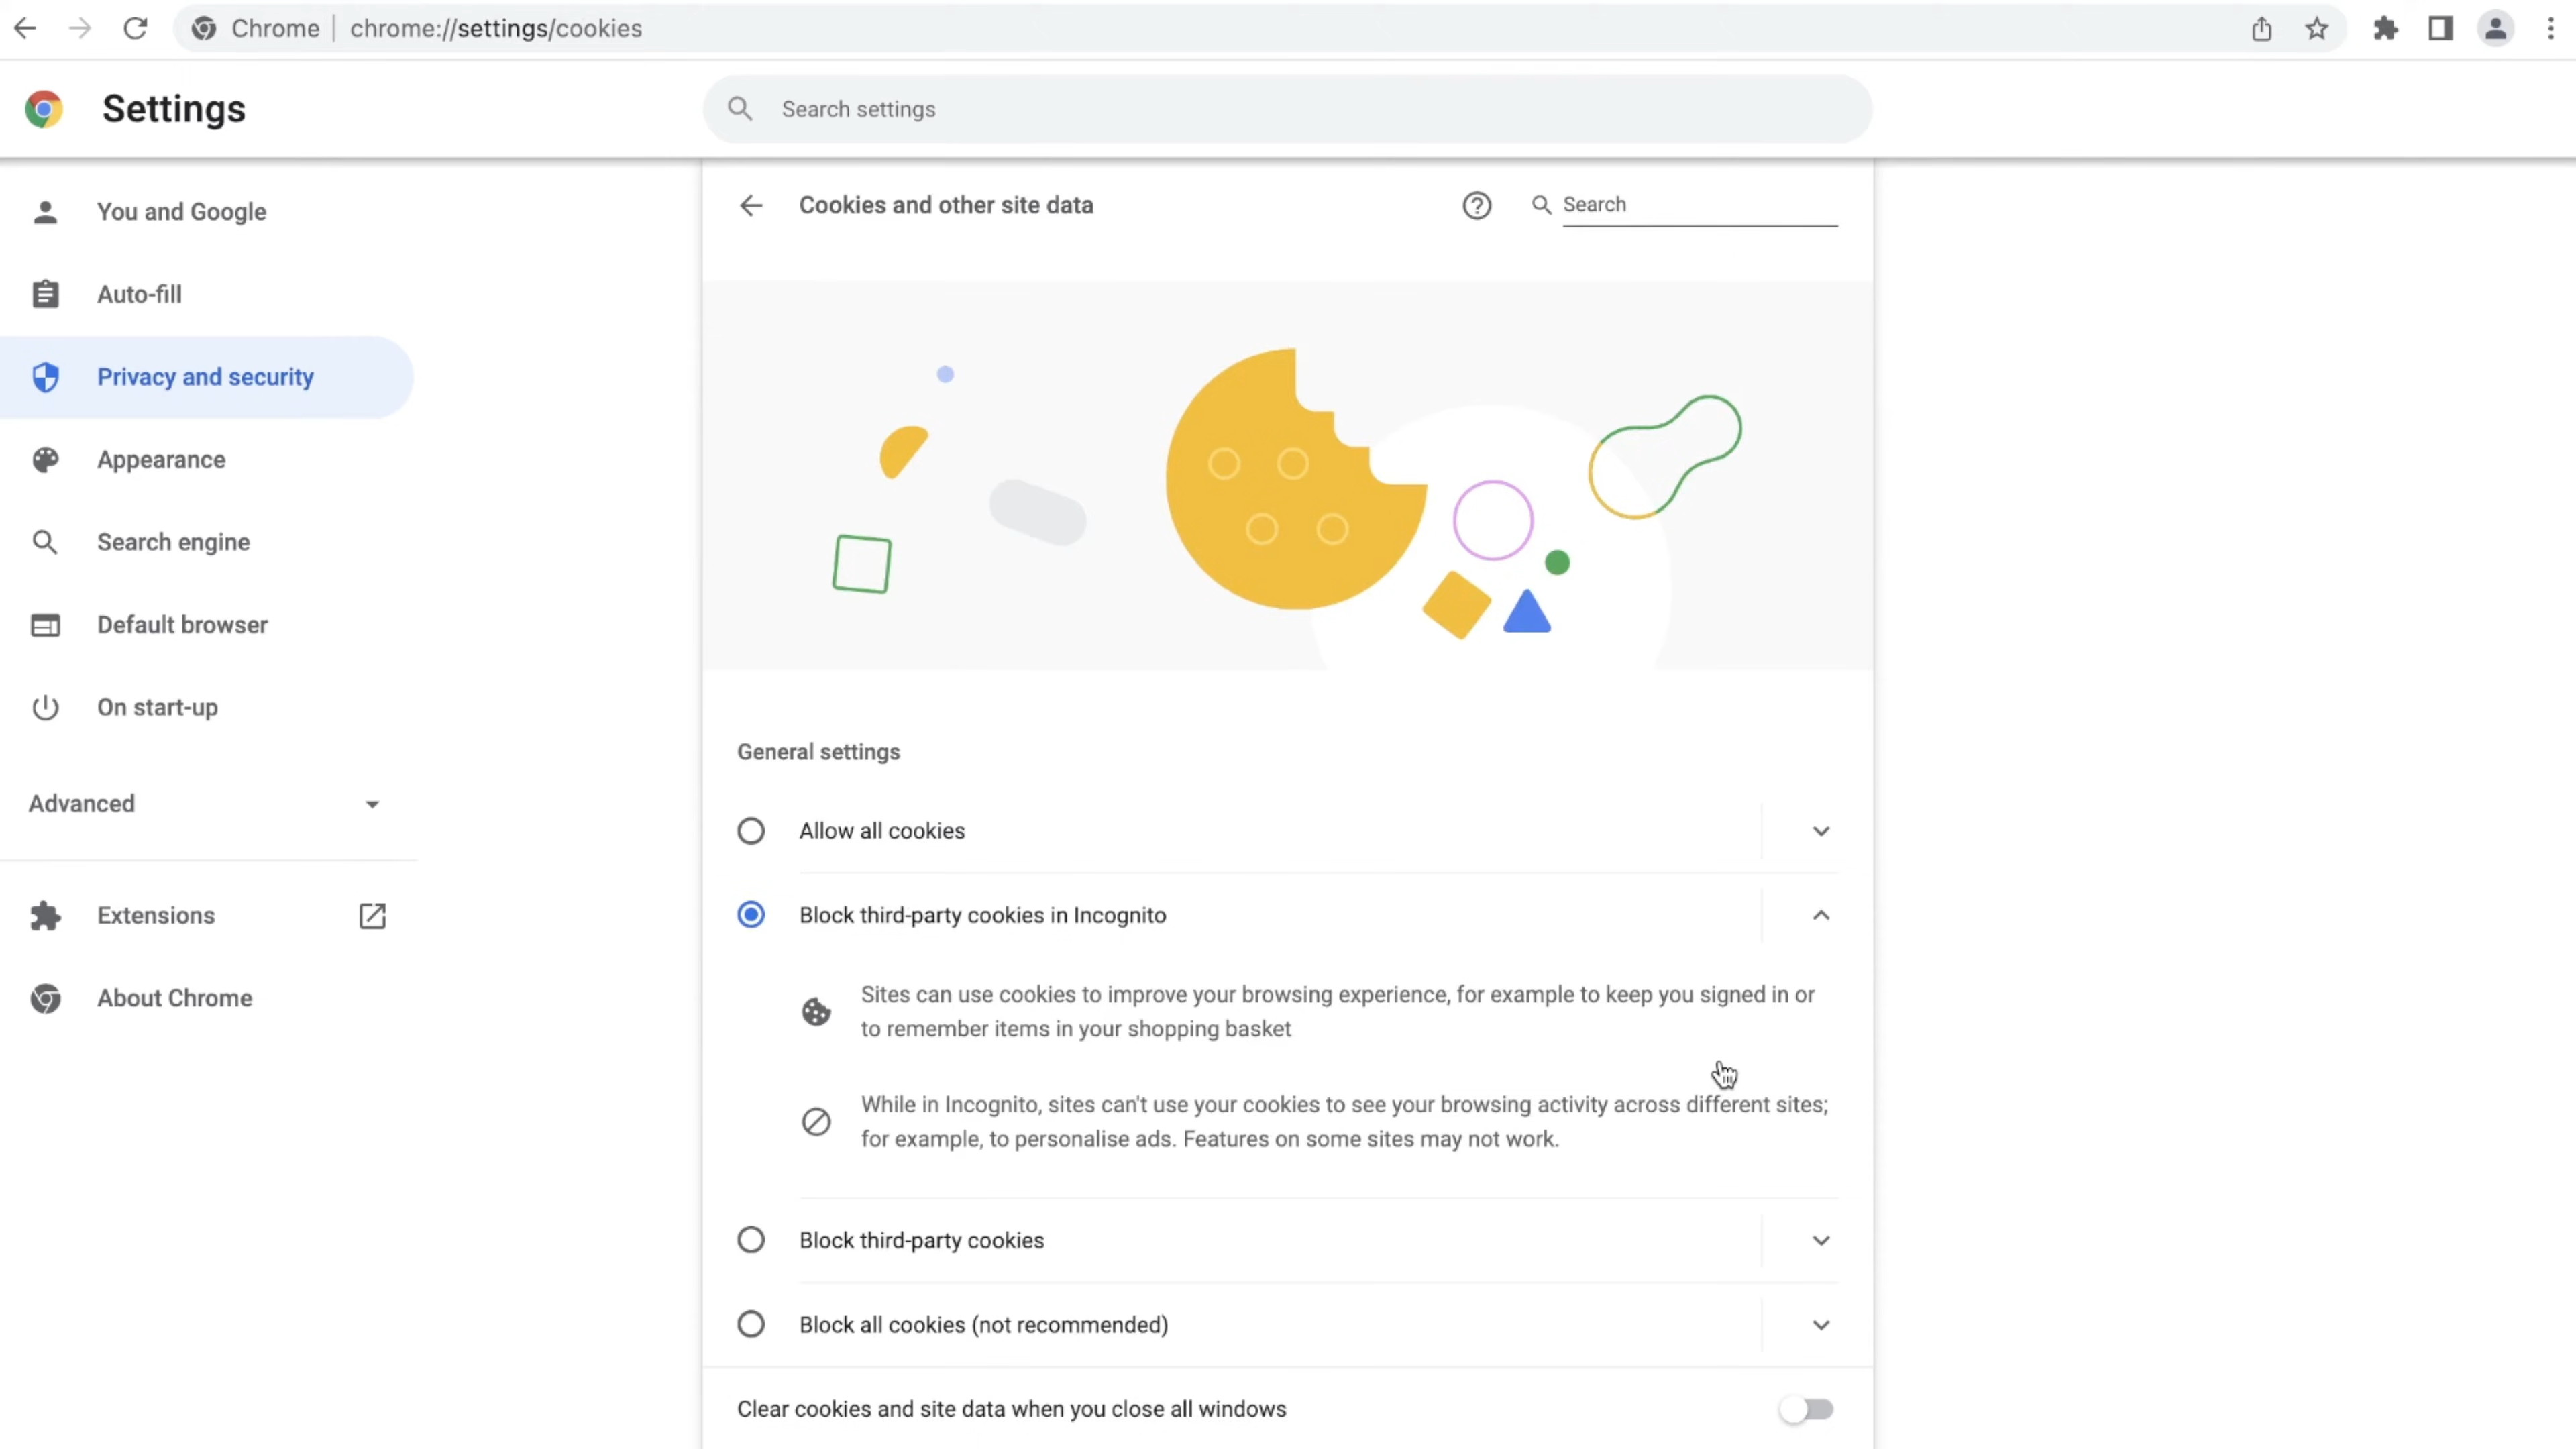 Chrome | chrome://settings/cookies
Settings
Search settings
You and Google
Auto-fill
Privacy and security
Appearance
Search engine
Default browser
On start-up
Advanced
Extensions
About Chrome
Cookies and other site data
Search
General settings
Allow all cookies
Block third-party cookies in Incognito
Sites can use cookies to improve your browsing experience, for example to keep you signed in or
to remember items in your shopping basket
While in Incognito, sites can't use your cookies to see your browsing activity across different sites;
for example, to personalise ads. Features on some sites may not work.
Block third-party cookies
Block all cookies (not recommended)
Clear cookies and site data when you close all windows